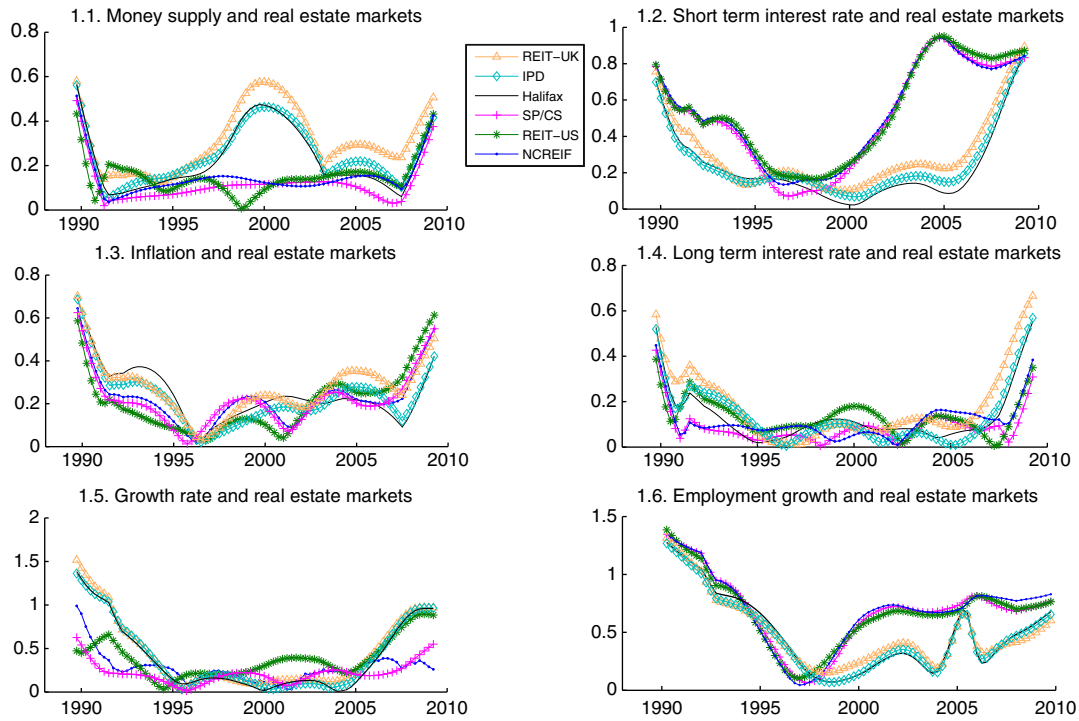 1.1. Money supply and real estate markets
0.8
0.6
0.4
0.2
0
1990 1995 2000 2005 2010
REIT−UK
IPD
Halifax
SP/CS
REIT−US
NCREIF
1.2. Short term interest rate and real estate markets
1
0.8
0.6
0.4
0.2
0
1990 1995 2000 2005 2010
1.3. Inflation and real estate markets
0.8
0.6
0.4
0.2
0
1990 1995 2000 2005 2010
1.4. Long term interest rate and real estate markets
0.8
0.6
0.4
0.2
0
1990 1995 2000 2005 2010
1.5. Growth rate and real estate markets
2
1.5
1
0.5
0
1990 1995 2000 2005 2010
1.6. Employment growth and real estate markets
1.5
1
0.5
0
1990 1995 2000 2005 2010